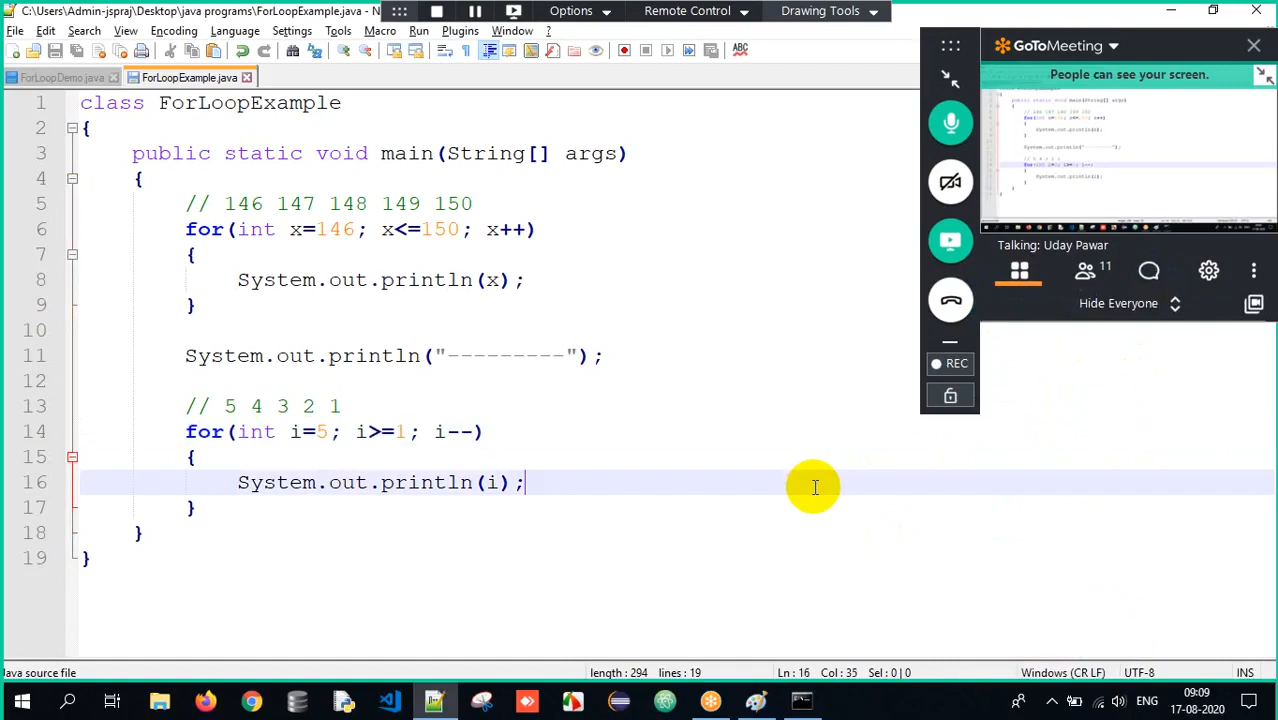 C:\Users\Admin-jspraj\Desktop\java programs\ForLoopExample.java - N
Options
Remote Control
Drawing Tools
File Edit Search View Encoding Language Settings Tools Macro Run Plugins Window ?
ForLoopDemo.java
ForLoopExample.java
1 class ForLoopExample
2 {
3 public static void main(String[] args)
4 {
5 // 146 147 148 149 150
6 for(int x=146; x<=150; x++)
7 {
8 System.out.println(x);
9 }
10
11 System.out.println("---------");
12
13 // 5 4 3 2 1
14 for(int i=5; i>=1; i--)
15 {
16 System.out.println(i);
17 }
18 }
19 }
GoToMeeting
People can see your screen.
Talking: Uday Pawar
11
Hide Everyone
REC
Java source file
length : 294 lines : 19
Ln : 16 Col : 35 Sel : 0 | 0
Windows (CR LF)
UTF-8
INS
ENG
09:09
17-08-2020